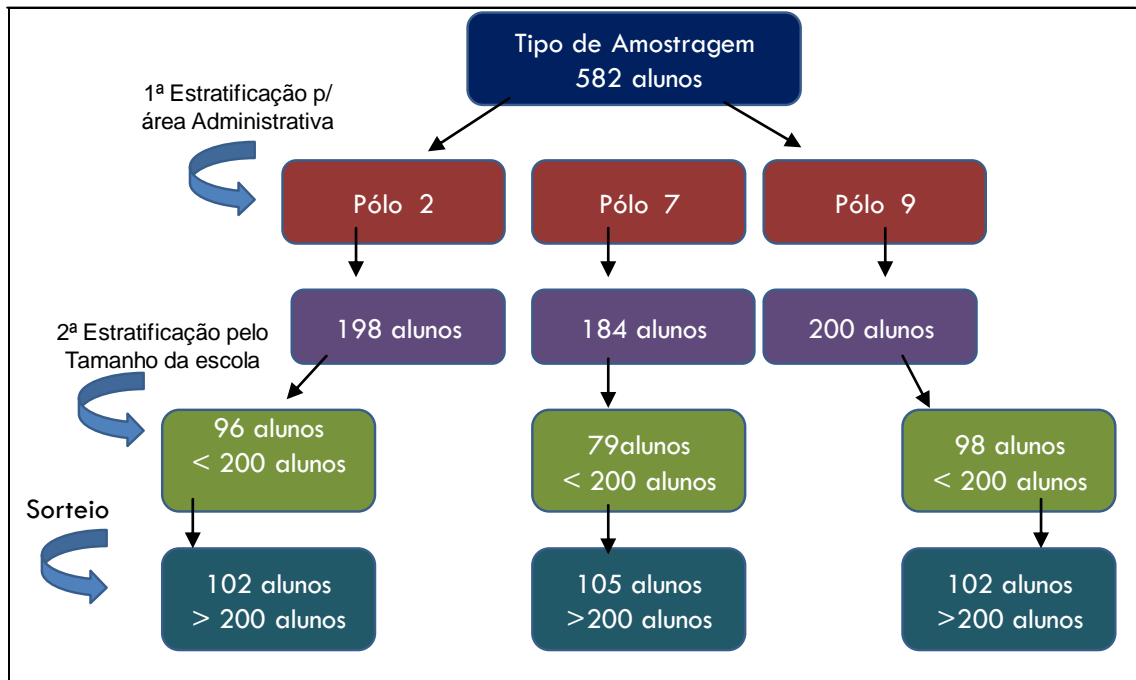 Tipo de Amostragem
582 alunos
1ª Estratificação p/
área Administrativa
Pólo 2
Pólo 7
Pólo 9
198 alunos
184 alunos
200 alunos
2ª Estratificação pelo
Tamanho da escola
96 alunos
< 200 alunos
79alunos
< 200 alunos
98 alunos
< 200 alunos
Sorteio
102 alunos
> 200 alunos
105 alunos
>200 alunos
102 alunos
>200 alunos